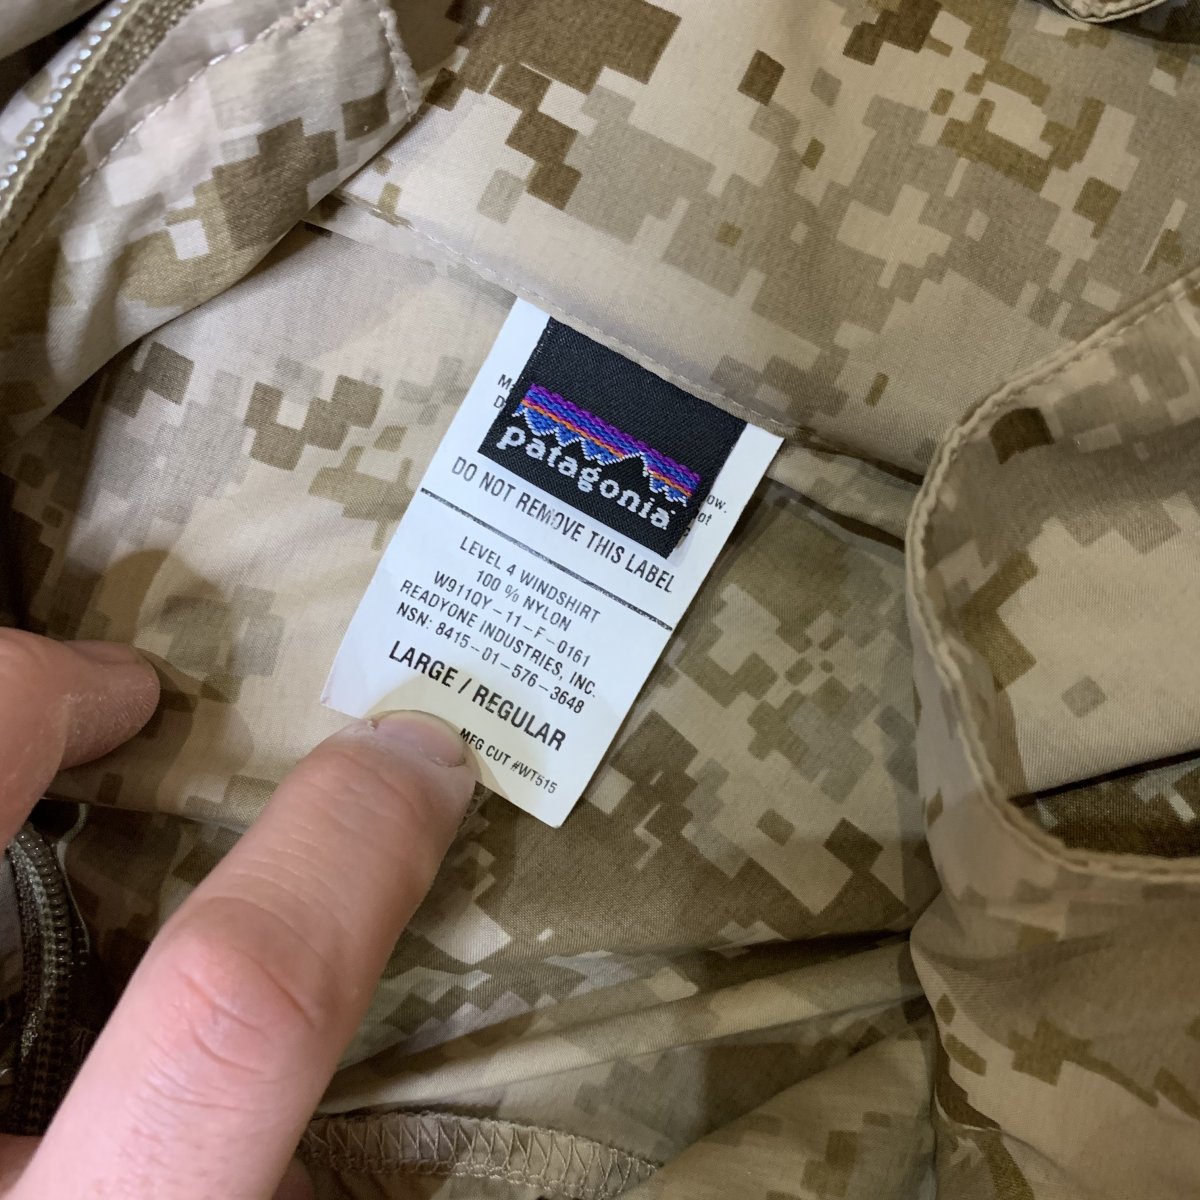 patagonia
DO NOT REMOVE THIS LABEL
LEVEL 4 WINDSHIRT
100 % NYLON
W911QY-11-F-0161
READYONE INDUSTRIES, INC.
NSN: 8415-01-576-3648
LARGE / REGULAR
MFG CUT #WT515